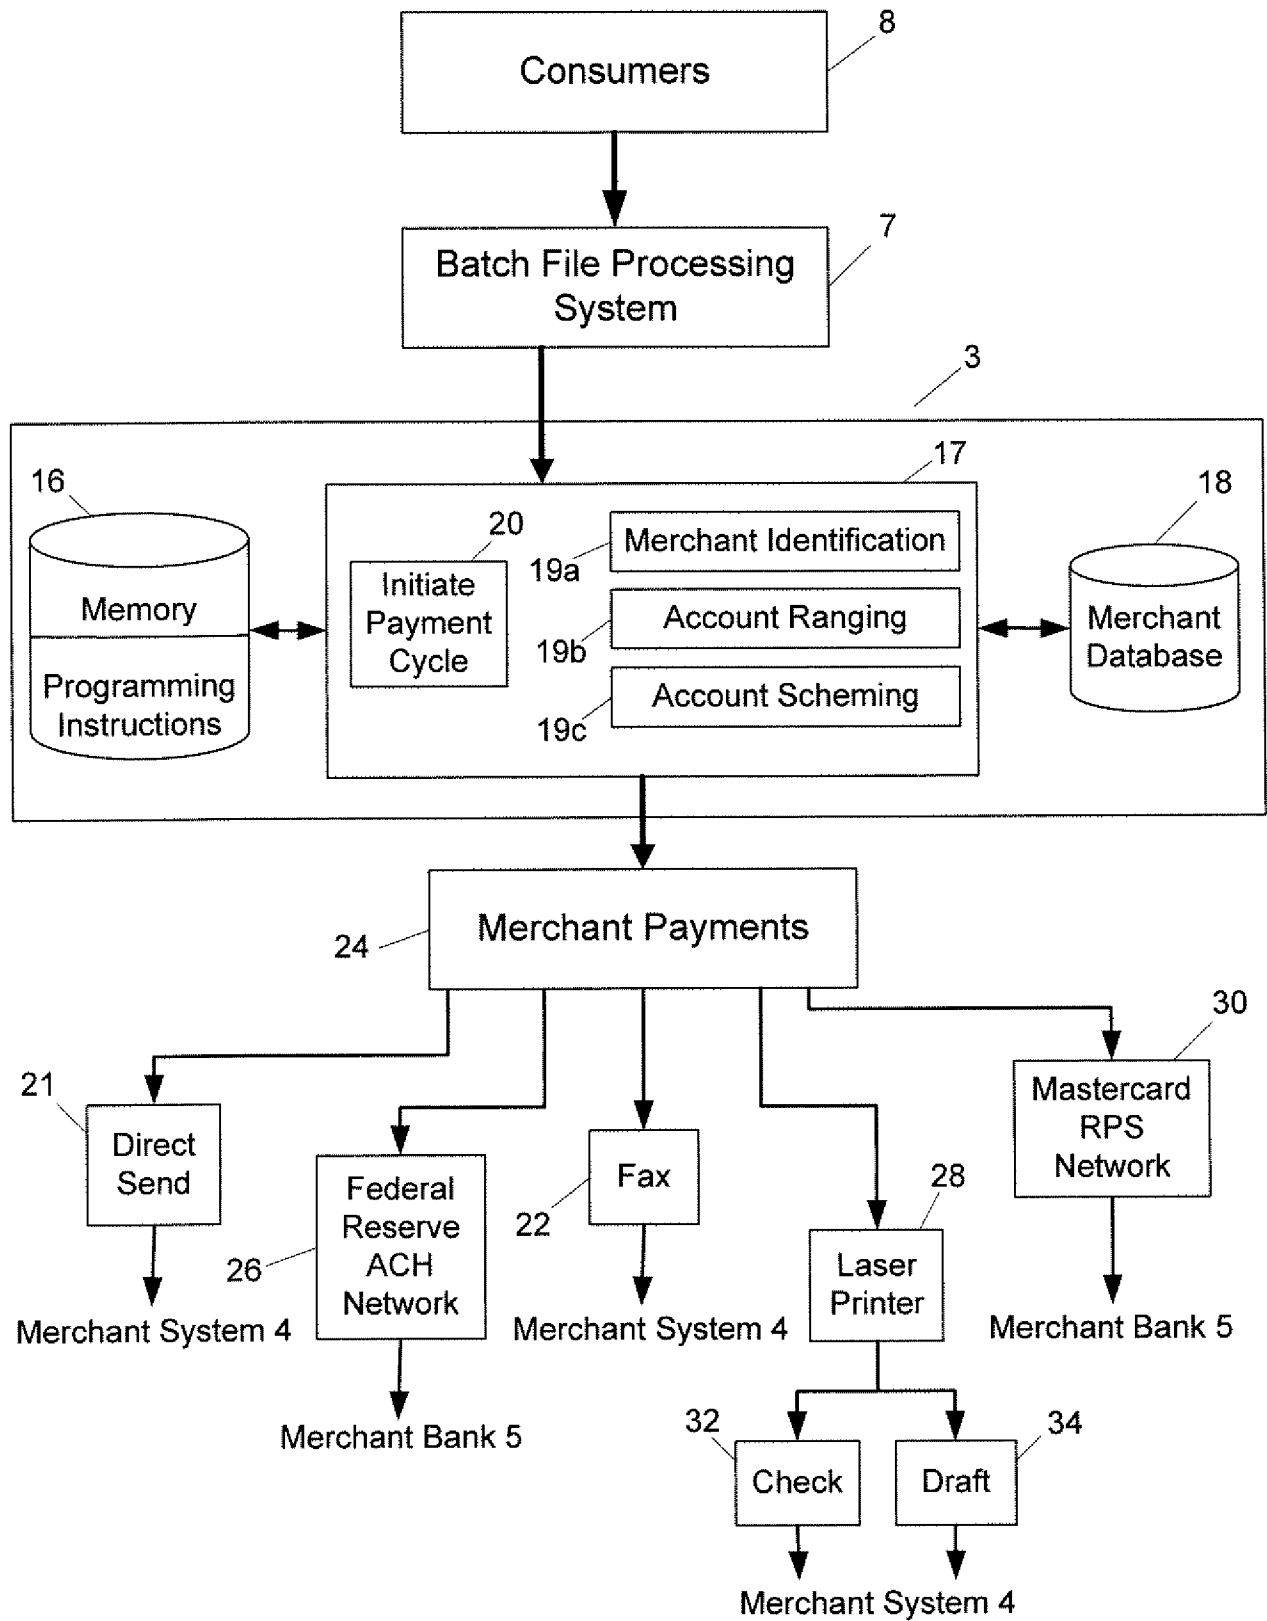 8
Consumers
7
Batch File Processing
System
3
16
17
18
20
Memory
Programming
Instructions
Initiate
Payment
Cycle
19a
Merchant Identification
19b
Account Ranging
19c
Account Scheming
Merchant
Database
24
Merchant Payments
21
Direct
Send
Merchant System 4
26
Federal
Reserve
ACH
Network
Merchant Bank 5
22
Fax
Merchant System 4
28
Laser
Printer
30
Mastercard
RPS
Network
Merchant Bank 5
32
Check
34
Draft
Merchant System 4